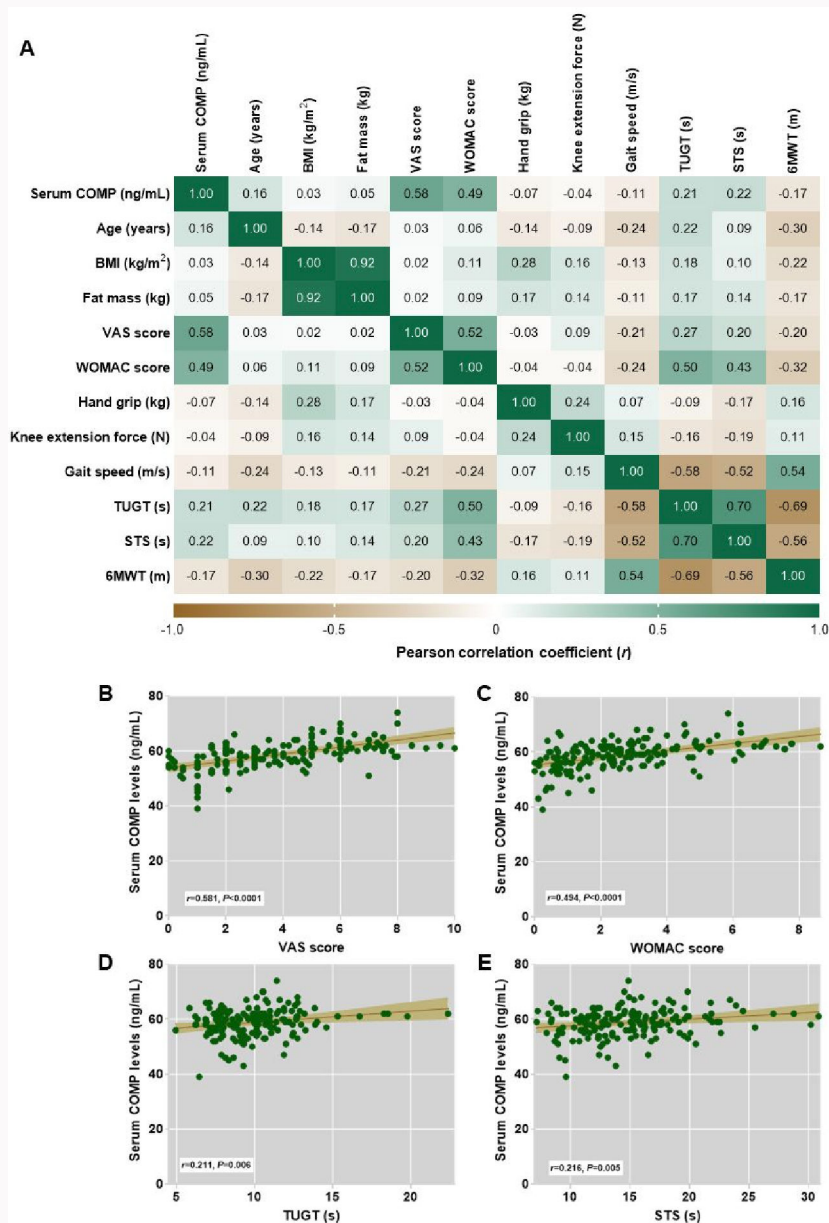 A
Serum COMP (ng/mL)
Age (years)
BMI (kg/m²)
Fat mass (kg)
VAS score
WOMAC score
Hand grip (kg)
Knee extension force (N)
Gait speed (m/s)
TUGT (s)
STS (s)
6MWT (m)
Serum COMP (ng/mL) 1.00 0.16 0.03 0.05 0.58 0.49 -0.07 -0.04 -0.11 0.21 0.22 -0.17
Age (years) 0.16 1.00 -0.14 -0.17 0.03 0.06 -0.14 -0.09 -0.24 0.22 0.09 -0.30
BMI (kg/m²) 0.03 -0.14 1.00 0.92 0.02 0.11 0.28 0.16 -0.13 0.18 0.10 -0.22
Fat mass (kg) 0.05 -0.17 0.92 1.00 0.02 0.09 0.17 0.14 -0.11 0.17 0.14 -0.17
VAS score 0.58 0.03 0.02 0.02 1.00 0.52 -0.03 0.09 -0.21 0.27 0.20 -0.20
WOMAC score 0.49 0.06 0.11 0.09 0.52 1.00 -0.04 -0.04 -0.24 0.50 0.43 -0.32
Hand grip (kg) -0.07 -0.14 0.28 0.17 -0.03 -0.04 1.00 0.24 0.07 -0.09 -0.17 0.16
Knee extension force (N) -0.04 -0.09 0.16 0.14 0.09 -0.04 0.24 1.00 0.15 -0.16 -0.19 0.11
Gait speed (m/s) -0.11 -0.24 -0.13 -0.11 -0.21 -0.24 0.07 0.15 1.00 -0.58 -0.52 0.54
TUGT (s) 0.21 0.22 0.18 0.17 0.27 0.50 -0.09 -0.16 -0.58 1.00 0.70 -0.69
STS (s) 0.22 0.09 0.10 0.14 0.20 0.43 -0.17 -0.19 -0.52 0.70 1.00 -0.56
6MWT (m) -0.17 -0.30 -0.22 -0.17 -0.20 -0.32 0.16 0.11 0.54 -0.69 -0.56 1.00
-1.0 -0.5 0 0.5 1.0
Pearson correlation coefficient (r)
B
Serum COMP levels (ng/mL)
80
60
40
20
0
r=0.581, P<0.0001
0 2 4 6 8 10
VAS score
C
Serum COMP levels (ng/mL)
80
60
40
20
0
r=0.494, P<0.0001
0 2 4 6 8
WOMAC score
D
Serum COMP levels (ng/mL)
80
60
40
20
0
r=0.211, P=0.006
5 10 15 20
TUGT (s)
E
Serum COMP levels (ng/mL)
80
60
40
20
0
r=0.216, P=0.005
10 15 20 25 30
STS (s)